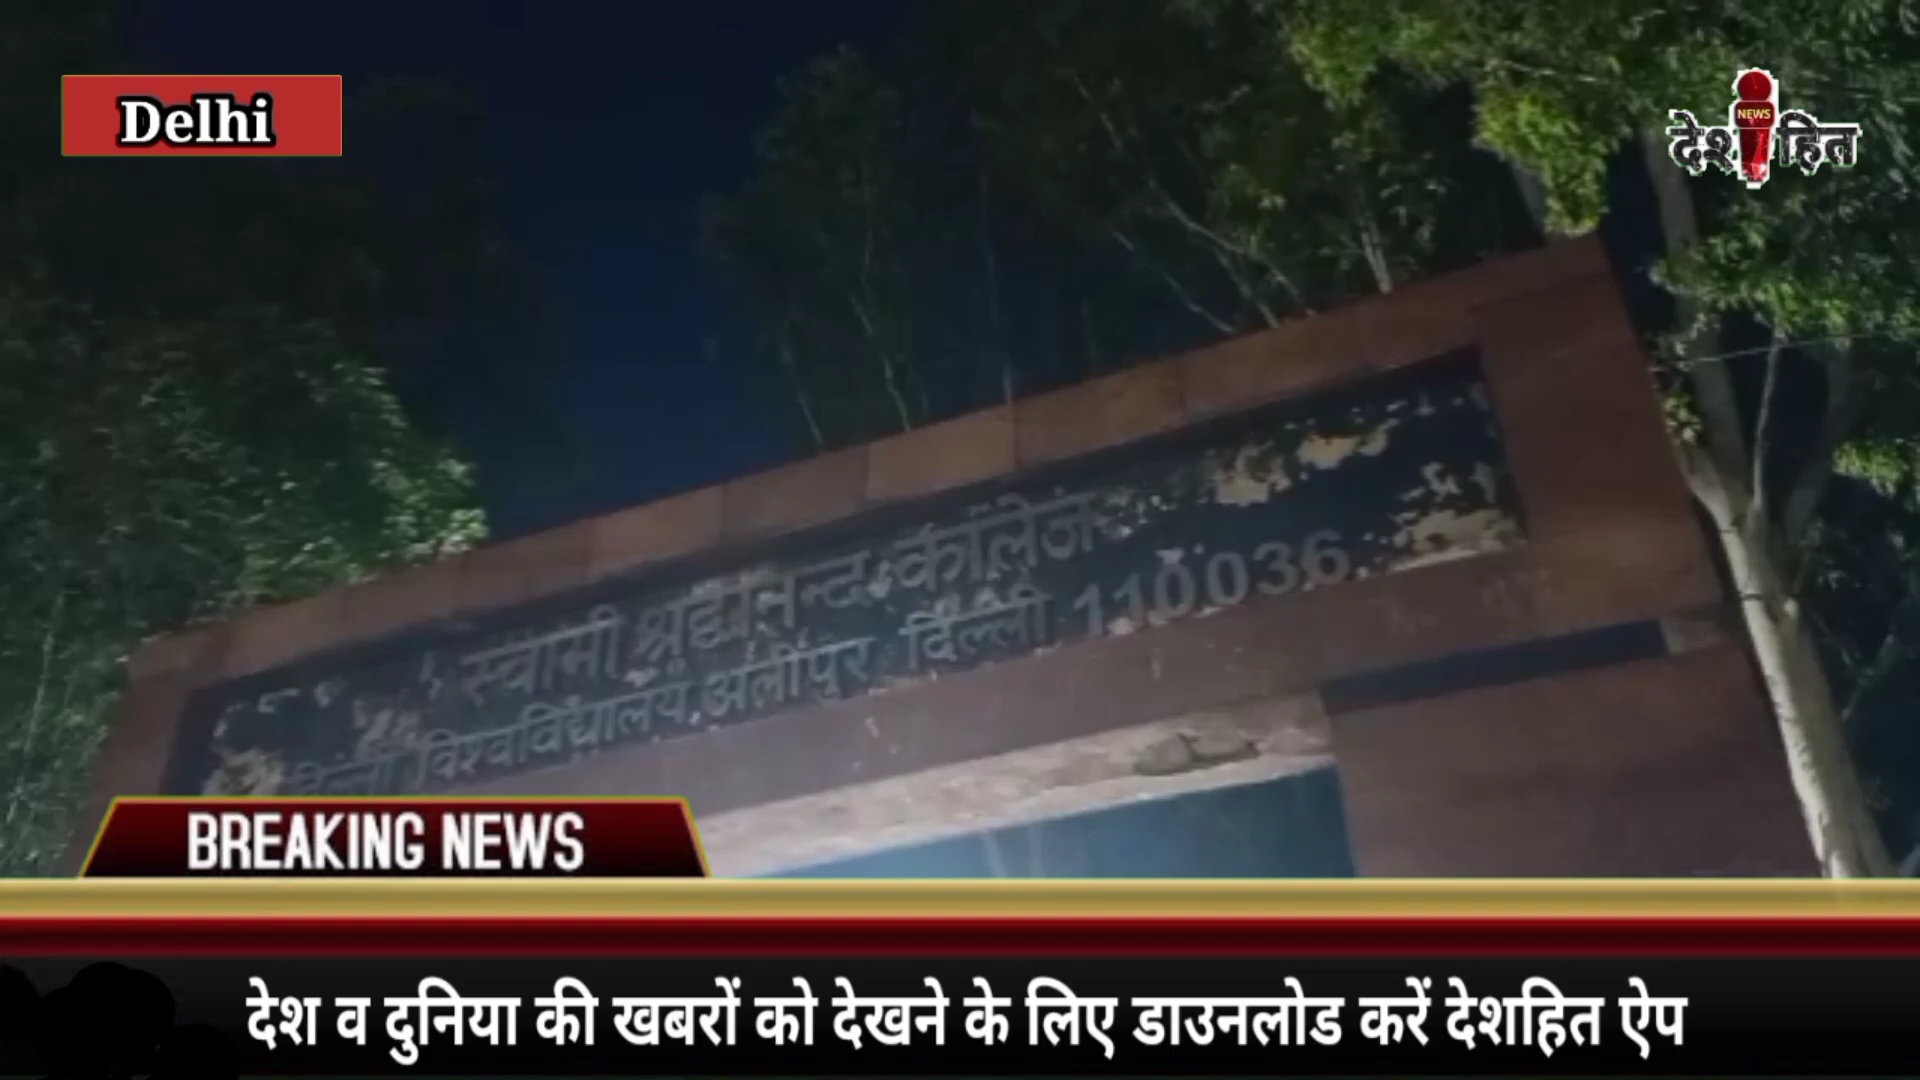 Delhi
देश NEWS हित
स्वामी श्रद्धानन्द कॉलेज
दिल्ली विश्वविद्यालय, अलीपुर दिल्ली 110036
BREAKING NEWS
देश व दुनिया की खबरों को देखने के लिए डाउनलोड करें देशहित ऐप